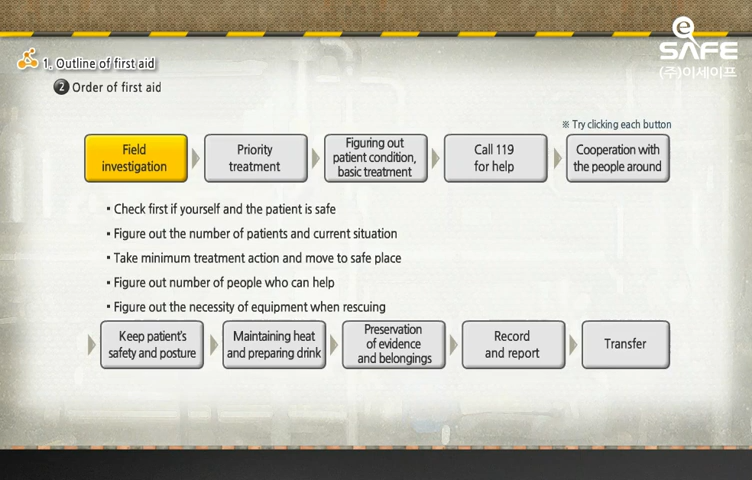 e
SAFE
(주)이세이프
1. Outline of first aid
2 Order of first aid
※ Try clicking each button
Field
investigation
Priority
treatment
Figuring out
patient condition,
basic treatment
Call 119
for help
Cooperation with
the people around
▪ Check first if yourself and the patient is safe
▪ Figure out the number of patients and current situation
▪ Take minimum treatment action and move to safe place
▪ Figure out number of people who can help
▪ Figure out the necessity of equipment when rescuing
Keep patient's
safety and posture
Maintaining heat
and preparing drink
Preservation
of evidence
and belongings
Record
and report
Transfer